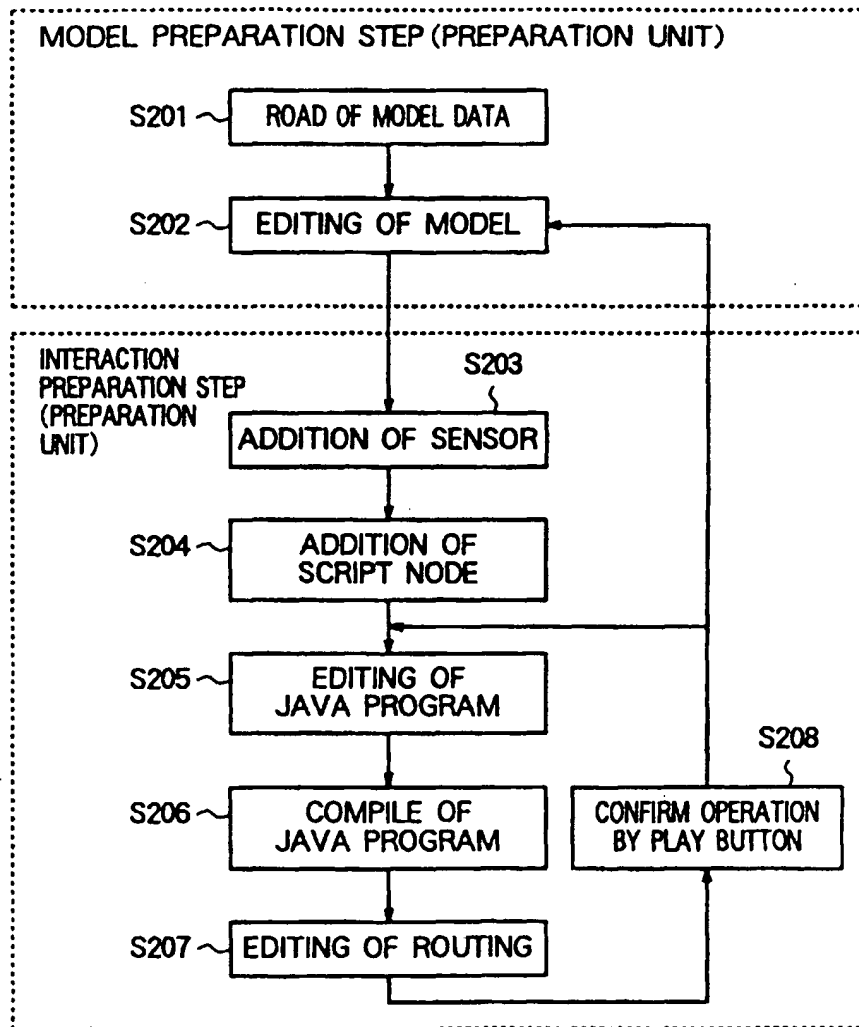 MODEL PREPARATION STEP (PREPARATION UNIT)
S201
ROAD OF MODEL DATA
S202
EDITING OF MODEL
INTERACTION
PREPARATION STEP
(PREPARATION
UNIT)
S203
ADDITION OF SENSOR
S204
ADDITION OF
SCRIPT NODE
S205
EDITING OF
JAVA PROGRAM
S206
COMPILE OF
JAVA PROGRAM
S208
CONFIRM OPERATION
BY PLAY BUTTON
S207
EDITING OF ROUTING